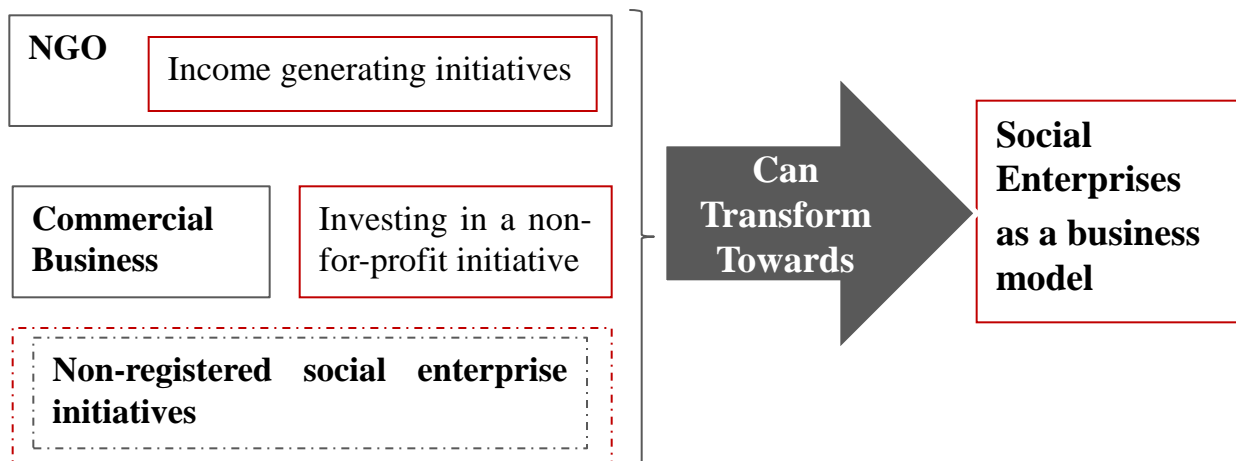 NGO
Income generating initiatives
Commercial
Business
Investing in a non-
for-profit initiative
Non-registered social enterprise
initiatives
Can
Transform
Towards
Social
Enterprises
as a business
model